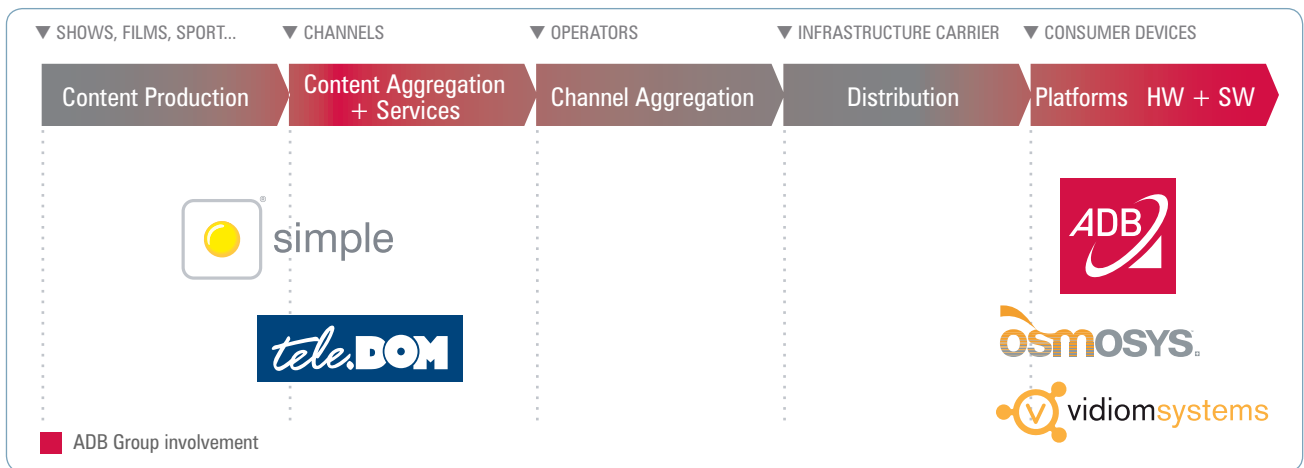 ▼ SHOWS, FILMS, SPORT... ▼ CHANNELS ▼ OPERATORS ▼ INFRASTRUCTURE CARRIER ▼ CONSUMER DEVICES
Content Production
Content Aggregation
+ Services
Channel Aggregation
Distribution
Platforms HW + SW
simple®
ADB
tele.DOM
osmosys.
vidiomsystems
ADB Group involvement